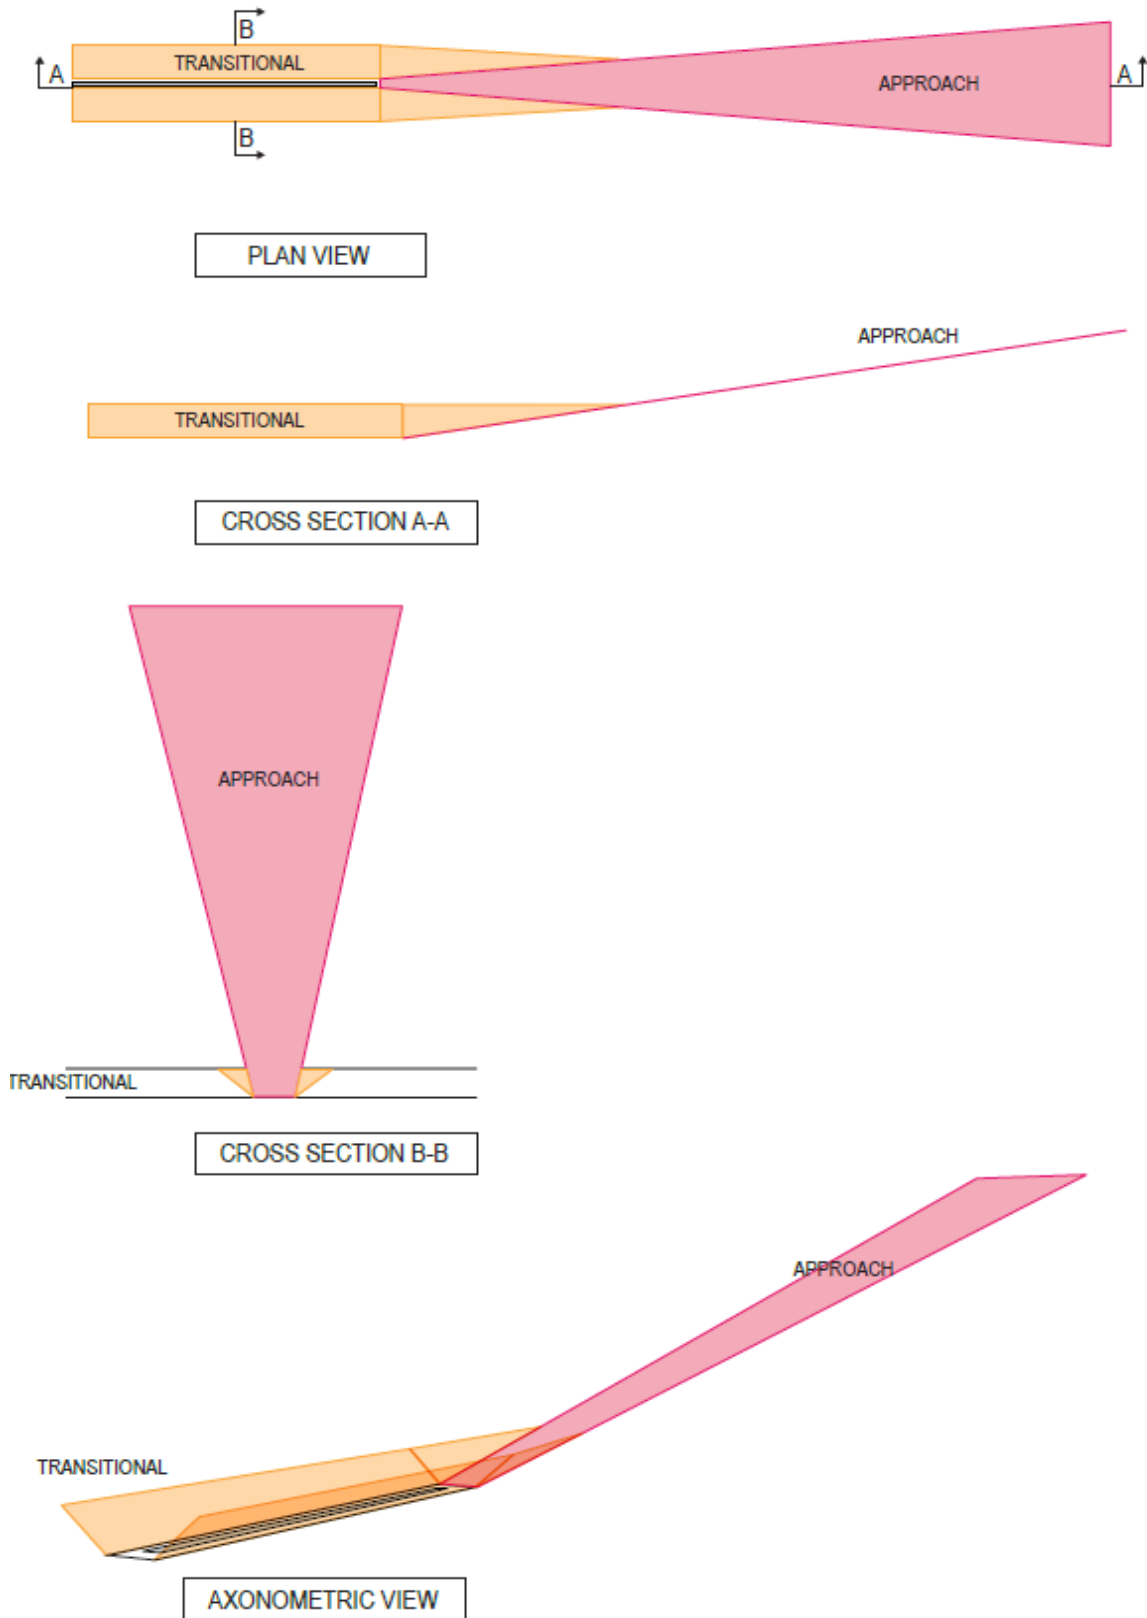 B
TRANSITIONAL
A
APPROACH
A
B
PLAN VIEW
APPROACH
TRANSITIONAL
CROSS SECTION A-A
APPROACH
TRANSITIONAL
CROSS SECTION B-B
APPROACH
TRANSITIONAL
AXONOMETRIC VIEW